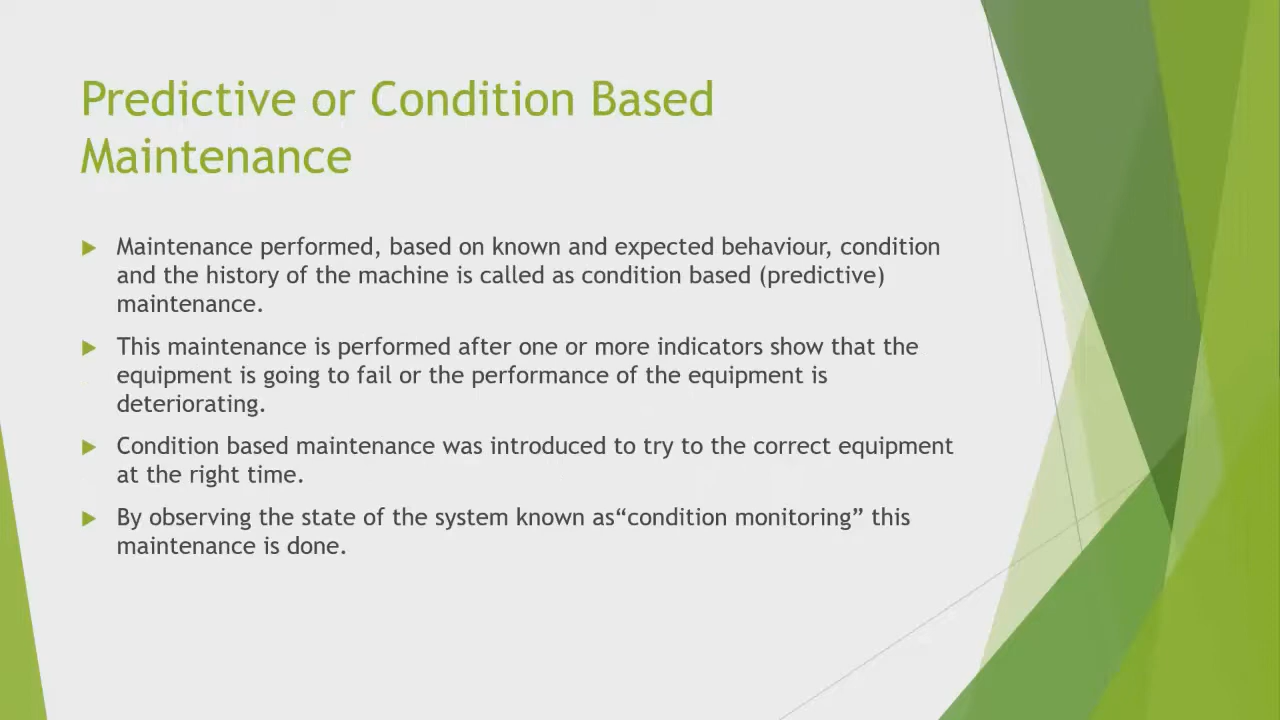 Predictive or Condition Based
Maintenance
Maintenance performed, based on known and expected behaviour, condition
and the history of the machine is called as condition based (predictive)
maintenance.
This maintenance is performed after one or more indicators show that the
equipment is going to fail or the performance of the equipment is
deteriorating.
Condition based maintenance was introduced to try to the correct equipment
at the right time.
By observing the state of the system known as“condition monitoring” this
maintenance is done.